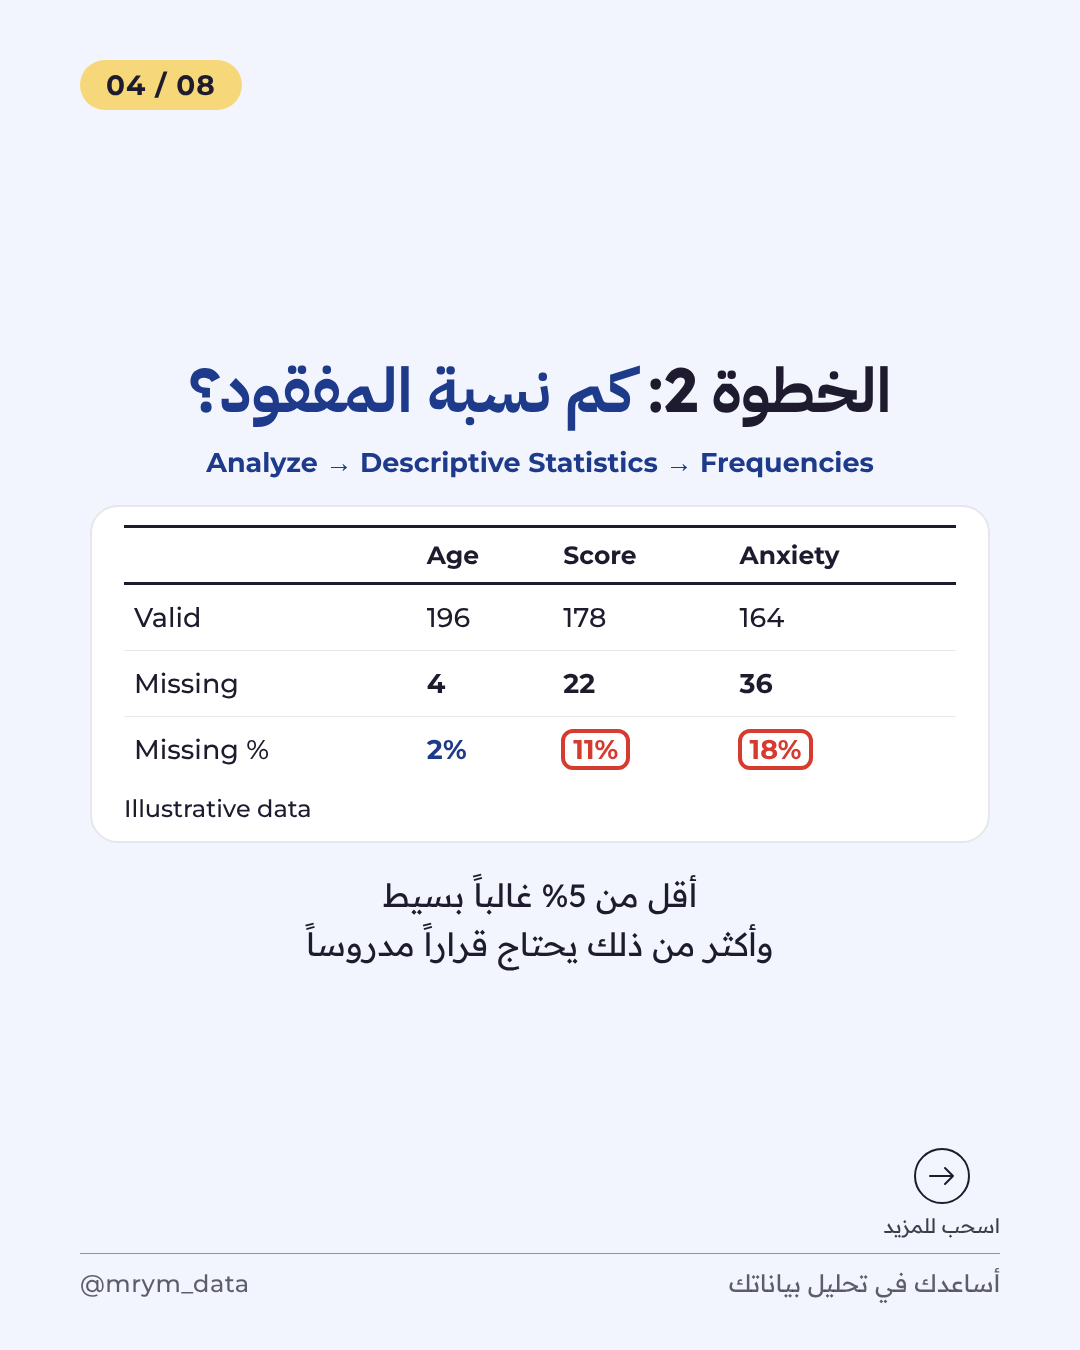 04 / 08
الخطوة 2: كم نسبة المفقود؟
Analyze → Descriptive Statistics → Frequencies
Age Score Anxiety
Valid 196 178 164
Missing 4 22 36
Missing % 2% 11% 18%
Illustrative data
أقل من 5% غالباً بسيط
وأكثر من ذلك يحتاج قراراً مدروساً
اسحب للمزيد
@mrym_data
أساعدك في تحليل بياناتك